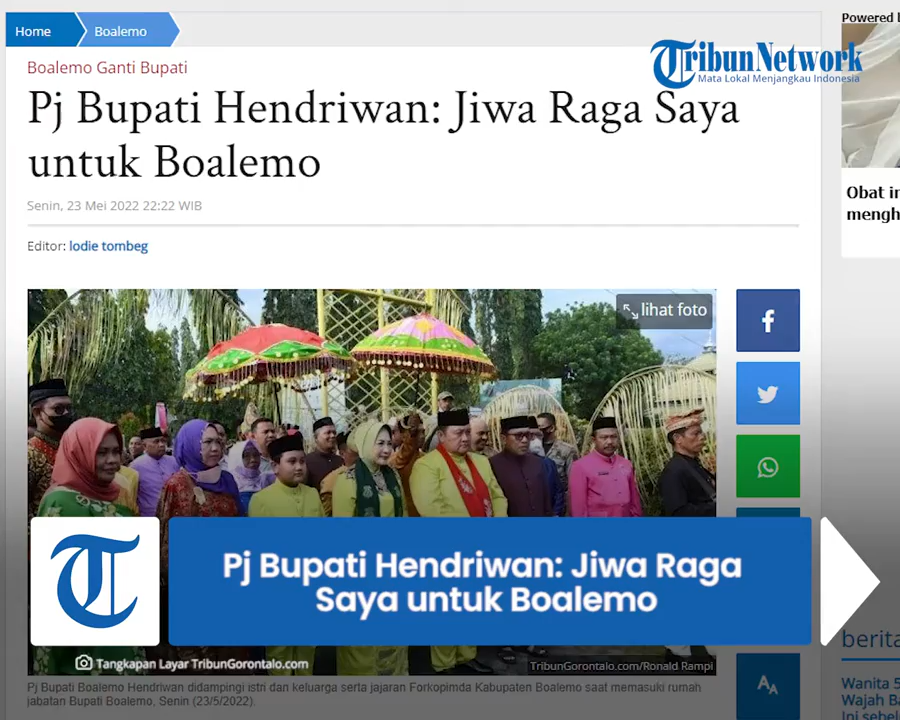 Home
Boalemo
Powered
TribunNetwork
Mata Lokal Menjangkau Indonesia
Boalemo Ganti Bupati
Pj Bupati Hendriwan: Jiwa Raga Saya
untuk Boalemo
Senin, 23 Mei 2022 22:22 WIB
Editor: lodie tombeg
Obat
lihat foto
Pj Bupati Hendriwan: Jiwa Raga
Saya untuk Boalemo
Tangkapan Layar TribunGorontalo.com
TribunGorontalo.com/Ronald Rampi
Pj Bupati Boalemo Hendriwan didampingi istri dan keluarga serta jajaran Forkopimda Kabupaten Boalemo saat memasuki rumah
jabatan Bupati Boalemo, Senin (23/5/2022).
AA
Wanita 5
Wajah
Ini